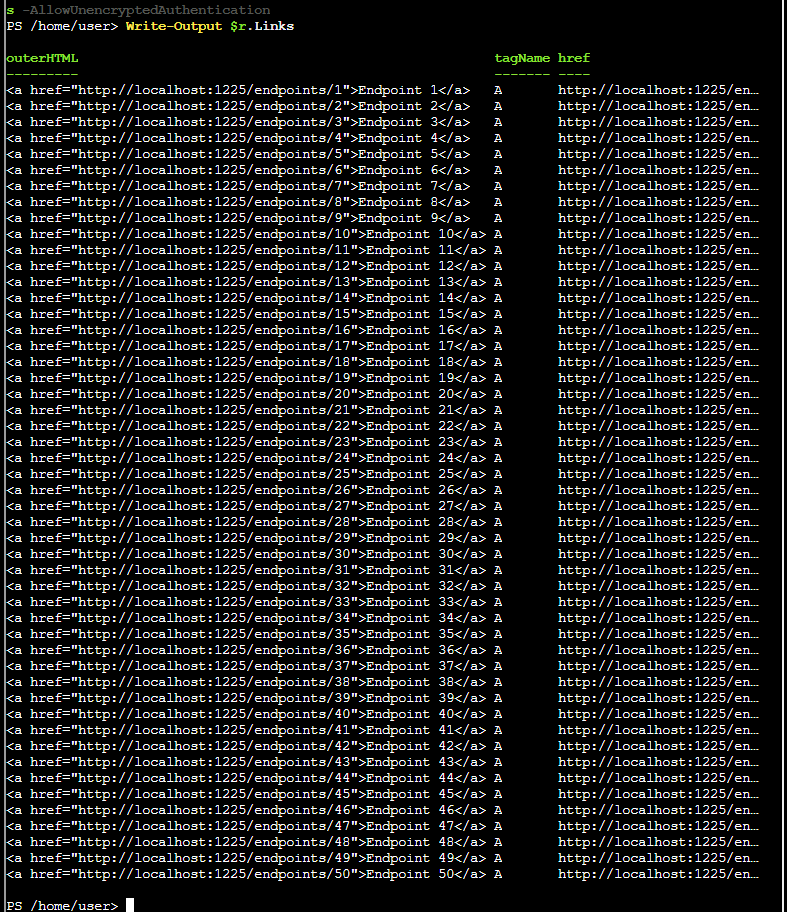 s -AllowUnencryptedAuthentication
PS /home/user> Write-Output $r.Links
outerHTML tagName href
--------- ------- ----
<a href="http://localhost:1225/endpoints/1">Endpoint 1</a> A http://localhost:1225/en…
<a href="http://localhost:1225/endpoints/2">Endpoint 2</a> A http://localhost:1225/en…
<a href="http://localhost:1225/endpoints/3">Endpoint 3</a> A http://localhost:1225/en…
<a href="http://localhost:1225/endpoints/4">Endpoint 4</a> A http://localhost:1225/en…
<a href="http://localhost:1225/endpoints/5">Endpoint 5</a> A http://localhost:1225/en…
<a href="http://localhost:1225/endpoints/6">Endpoint 6</a> A http://localhost:1225/en…
<a href="http://localhost:1225/endpoints/7">Endpoint 7</a> A http://localhost:1225/en…
<a href="http://localhost:1225/endpoints/8">Endpoint 8</a> A http://localhost:1225/en…
<a href="http://localhost:1225/endpoints/9">Endpoint 9</a> A http://localhost:1225/en…
<a href="http://localhost:1225/endpoints/10">Endpoint 10</a> A http://localhost:1225/en…
<a href="http://localhost:1225/endpoints/11">Endpoint 11</a> A http://localhost:1225/en…
<a href="http://localhost:1225/endpoints/12">Endpoint 12</a> A http://localhost:1225/en…
<a href="http://localhost:1225/endpoints/13">Endpoint 13</a> A http://localhost:1225/en…
<a href="http://localhost:1225/endpoints/14">Endpoint 14</a> A http://localhost:1225/en…
<a href="http://localhost:1225/endpoints/15">Endpoint 15</a> A http://localhost:1225/en…
<a href="http://localhost:1225/endpoints/16">Endpoint 16</a> A http://localhost:1225/en…
<a href="http://localhost:1225/endpoints/17">Endpoint 17</a> A http://localhost:1225/en…
<a href="http://localhost:1225/endpoints/18">Endpoint 18</a> A http://localhost:1225/en…
<a href="http://localhost:1225/endpoints/19">Endpoint 19</a> A http://localhost:1225/en…
<a href="http://localhost:1225/endpoints/20">Endpoint 20</a> A http://localhost:1225/en…
<a href="http://localhost:1225/endpoints/21">Endpoint 21</a> A http://localhost:1225/en…
<a href="http://localhost:1225/endpoints/22">Endpoint 22</a> A http://localhost:1225/en…
<a href="http://localhost:1225/endpoints/23">Endpoint 23</a> A http://localhost:1225/en…
<a href="http://localhost:1225/endpoints/24">Endpoint 24</a> A http://localhost:1225/en…
<a href="http://localhost:1225/endpoints/25">Endpoint 25</a> A http://localhost:1225/en…
<a href="http://localhost:1225/endpoints/26">Endpoint 26</a> A http://localhost:1225/en…
<a href="http://localhost:1225/endpoints/27">Endpoint 27</a> A http://localhost:1225/en…
<a href="http://localhost:1225/endpoints/28">Endpoint 28</a> A http://localhost:1225/en…
<a href="http://localhost:1225/endpoints/29">Endpoint 29</a> A http://localhost:1225/en…
<a href="http://localhost:1225/endpoints/30">Endpoint 30</a> A http://localhost:1225/en…
<a href="http://localhost:1225/endpoints/31">Endpoint 31</a> A http://localhost:1225/en…
<a href="http://localhost:1225/endpoints/32">Endpoint 32</a> A http://localhost:1225/en…
<a href="http://localhost:1225/endpoints/33">Endpoint 33</a> A http://localhost:1225/en…
<a href="http://localhost:1225/endpoints/34">Endpoint 34</a> A http://localhost:1225/en…
<a href="http://localhost:1225/endpoints/35">Endpoint 35</a> A http://localhost:1225/en…
<a href="http://localhost:1225/endpoints/36">Endpoint 36</a> A http://localhost:1225/en…
<a href="http://localhost:1225/endpoints/37">Endpoint 37</a> A http://localhost:1225/en…
<a href="http://localhost:1225/endpoints/38">Endpoint 38</a> A http://localhost:1225/en…
<a href="http://localhost:1225/endpoints/39">Endpoint 39</a> A http://localhost:1225/en…
<a href="http://localhost:1225/endpoints/40">Endpoint 40</a> A http://localhost:1225/en…
<a href="http://localhost:1225/endpoints/41">Endpoint 41</a> A http://localhost:1225/en…
<a href="http://localhost:1225/endpoints/42">Endpoint 42</a> A http://localhost:1225/en…
<a href="http://localhost:1225/endpoints/43">Endpoint 43</a> A http://localhost:1225/en…
<a href="http://localhost:1225/endpoints/44">Endpoint 44</a> A http://localhost:1225/en…
<a href="http://localhost:1225/endpoints/45">Endpoint 45</a> A http://localhost:1225/en…
<a href="http://localhost:1225/endpoints/46">Endpoint 46</a> A http://localhost:1225/en…
<a href="http://localhost:1225/endpoints/47">Endpoint 47</a> A http://localhost:1225/en…
<a href="http://localhost:1225/endpoints/48">Endpoint 48</a> A http://localhost:1225/en…
<a href="http://localhost:1225/endpoints/49">Endpoint 49</a> A http://localhost:1225/en…
<a href="http://localhost:1225/endpoints/50">Endpoint 50</a> A http://localhost:1225/en…
PS /home/user>